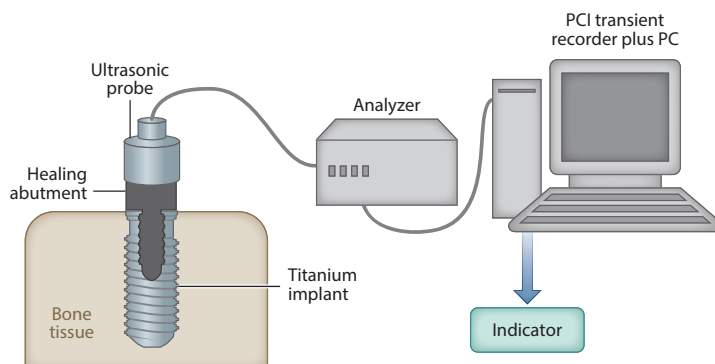 PCI transient
recorder plus PC
Ultrasonic
probe
Analyzer
Healing
abutment
Titanium
implant
Bone
tissue
Indicator